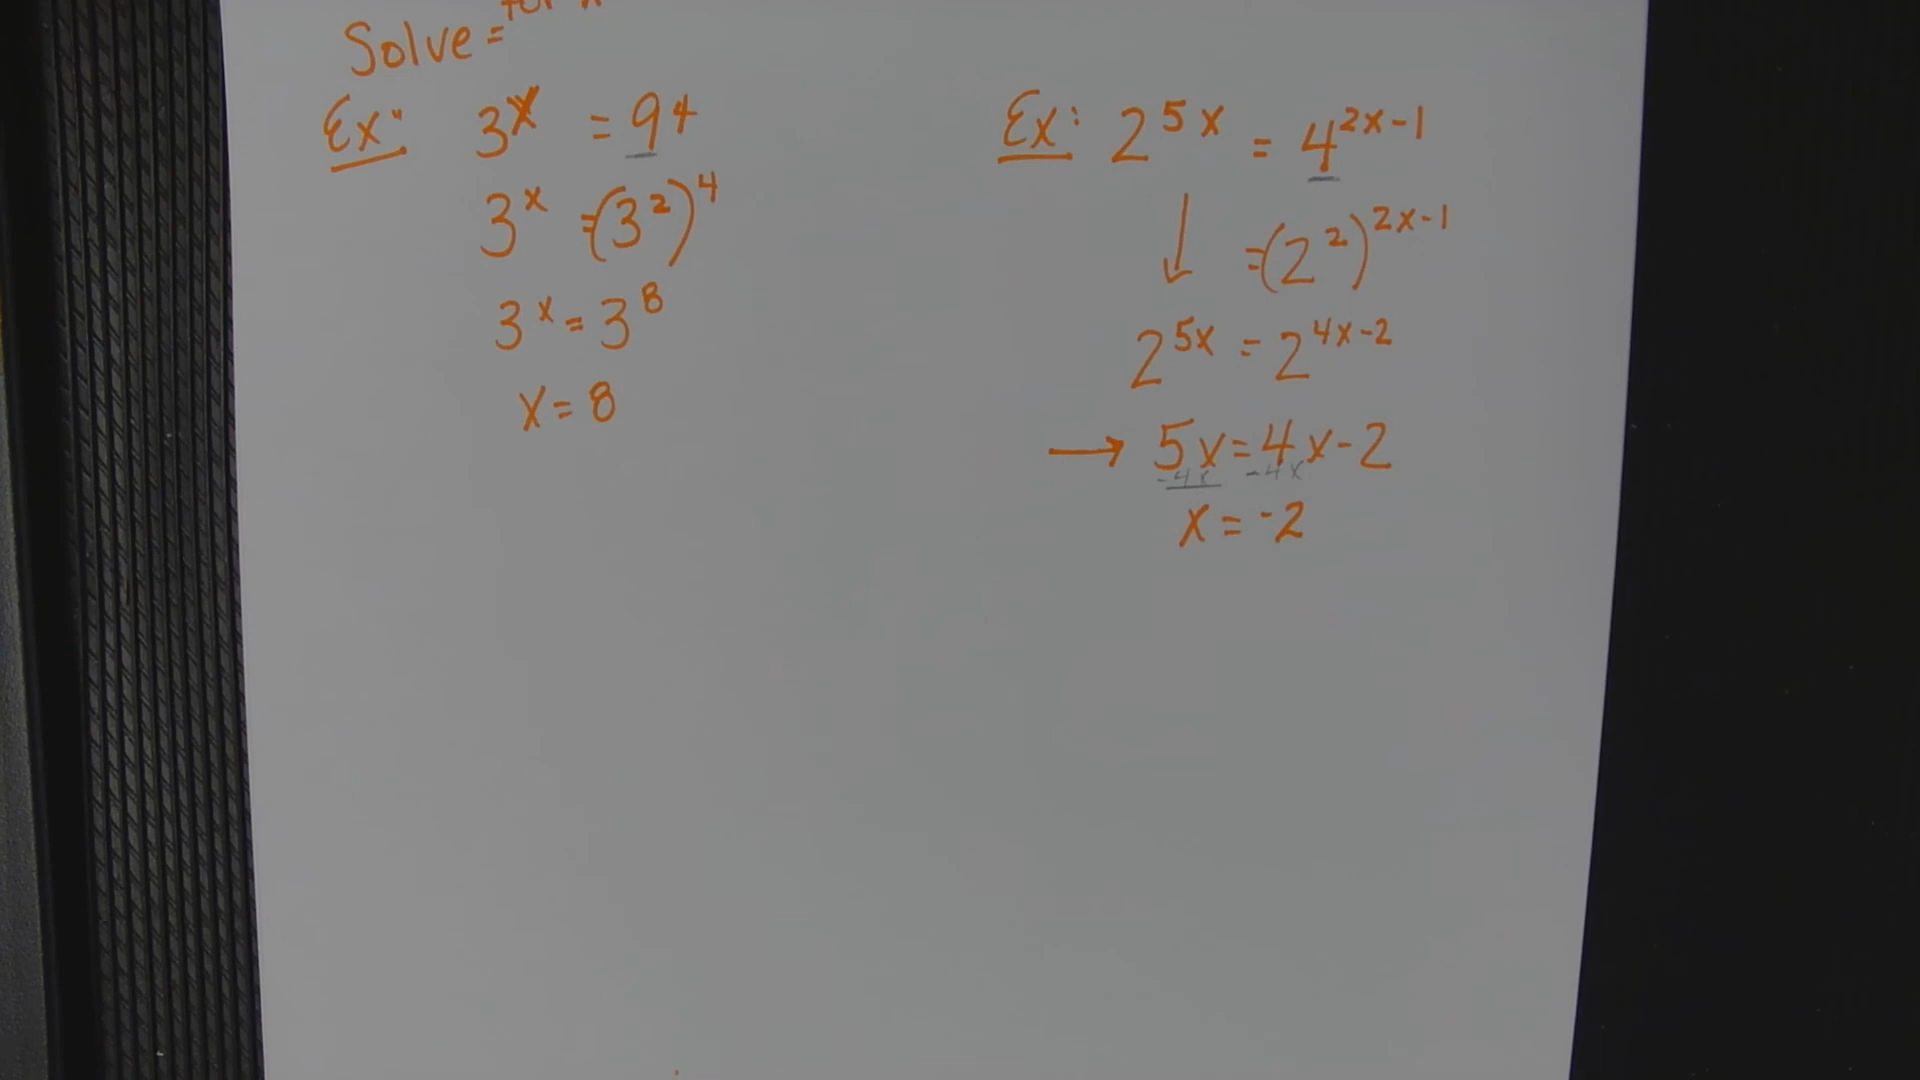 Solve = for x
Ex: 3^x = 9^4
3^x = (3^2)^4
3^x = 3^8
x = 8
Ex: 2^5x = 4^2x-1
= (2^2)^2x-1
2^5x = 2^4x-2
→ 5x = 4x - 2
-4x -4x
x = -2